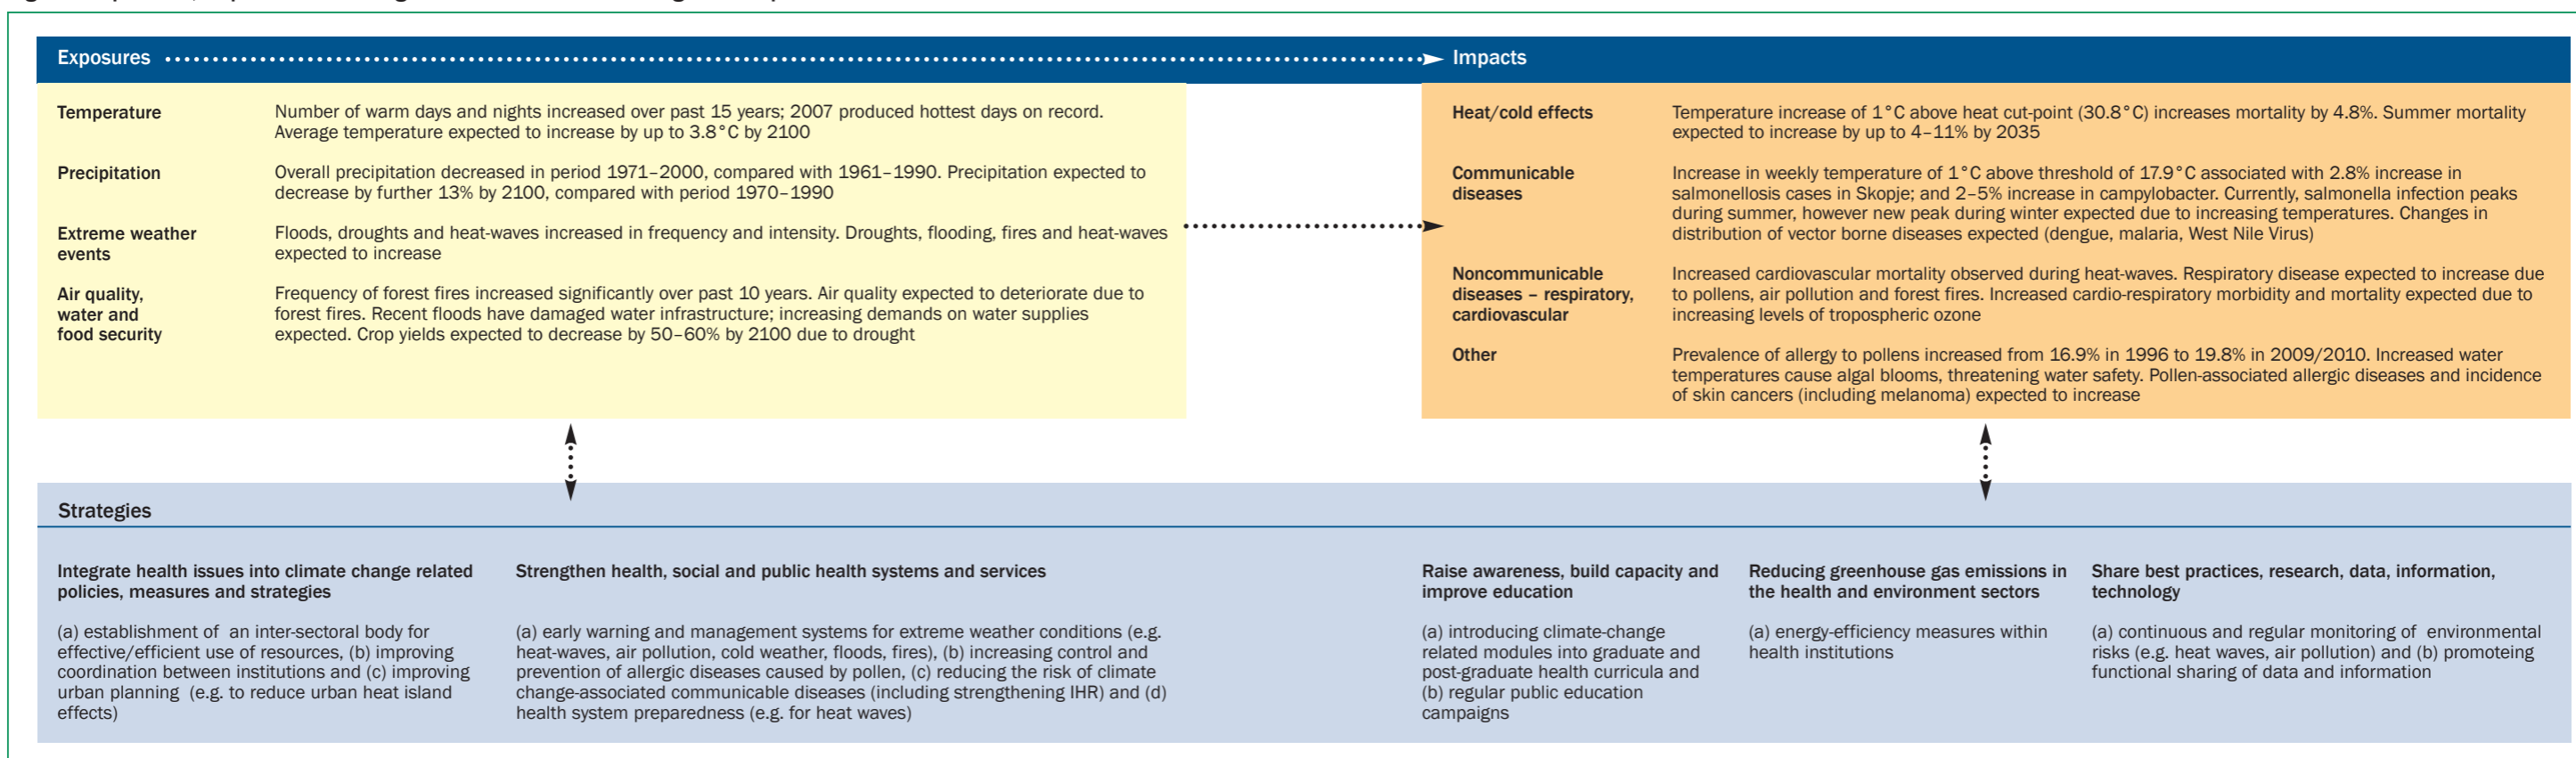 Exposures
Impacts
Temperature
Number of warm days and nights increased over past 15 years; 2007 produced hottest days on record.
Average temperature expected to increase by up to 3.8°C by 2100
Precipitation
Overall precipitation decreased in period 1971–2000, compared with 1961–1990. Precipitation expected to
decrease by further 13% by 2100, compared with period 1970–1990
Extreme weather
events
Floods, droughts and heat-waves increased in frequency and intensity. Droughts, flooding, fires and heat-waves
expected to increase
Air quality,
water and
food security
Frequency of forest fires increased significantly over past 10 years. Air quality expected to deteriorate due to
forest fires. Recent floods have damaged water infrastructure; increasing demands on water supplies
expected. Crop yields expected to decrease by 50–60% by 2100 due to drought
Heat/cold effects
Temperature increase of 1°C above heat cut-point (30.8°C) increases mortality by 4.8%. Summer mortality
expected to increase by up to 4–11% by 2035
Communicable
diseases
Increase in weekly temperature of 1°C above threshold of 17.9°C associated with 2.8% increase in
salmonellosis cases in Skopje; and 2–5% increase in campylobacter. Currently, salmonella infection peaks
during summer, however new peak during winter expected due to increasing temperatures. Changes in
distribution of vector borne diseases expected (dengue, malaria, West Nile Virus)
Noncommunicable
diseases – respiratory,
cardiovascular
Increased cardiovascular mortality observed during heat-waves. Respiratory disease expected to increase due
to pollens, air pollution and forest fires. Increased cardio-respiratory morbidity and mortality expected due to
increasing levels of tropospheric ozone
Other
Prevalence of allergy to pollens increased from 16.9% in 1996 to 19.8% in 2009/2010. Increased water
temperatures cause algal blooms, threatening water safety. Pollen-associated allergic diseases and incidence
of skin cancers (including melanoma) expected to increase
Strategies
Integrate health issues into climate change related
policies, measures and strategies
(a) establishment of an inter-sectoral body for
effective/efficient use of resources, (b) improving
coordination between institutions and (c) improving
urban planning (e.g. to reduce urban heat island
effects)
Strengthen health, social and public health systems and services
(a) early warning and management systems for extreme weather conditions (e.g.
heat-waves, air pollution, cold weather, floods, fires), (b) increasing control and
prevention of allergic diseases caused by pollen, (c) reducing the risk of climate
change-associated communicable diseases (including strengthening IHR) and (d)
health system preparedness (e.g. for heat waves)
Raise awareness, build capacity and
improve education
(a) introducing climate-change
related modules into graduate and
post-graduate health curricula and
(b) regular public education
campaigns
Reducing greenhouse gas emissions in
the health and environment sectors
(a) energy-efficiency measures within
health institutions
Share best practices, research, data, information,
technology
(a) continuous and regular monitoring of environmental
risks (e.g. heat waves, air pollution) and (b) promoteing
functional sharing of data and information